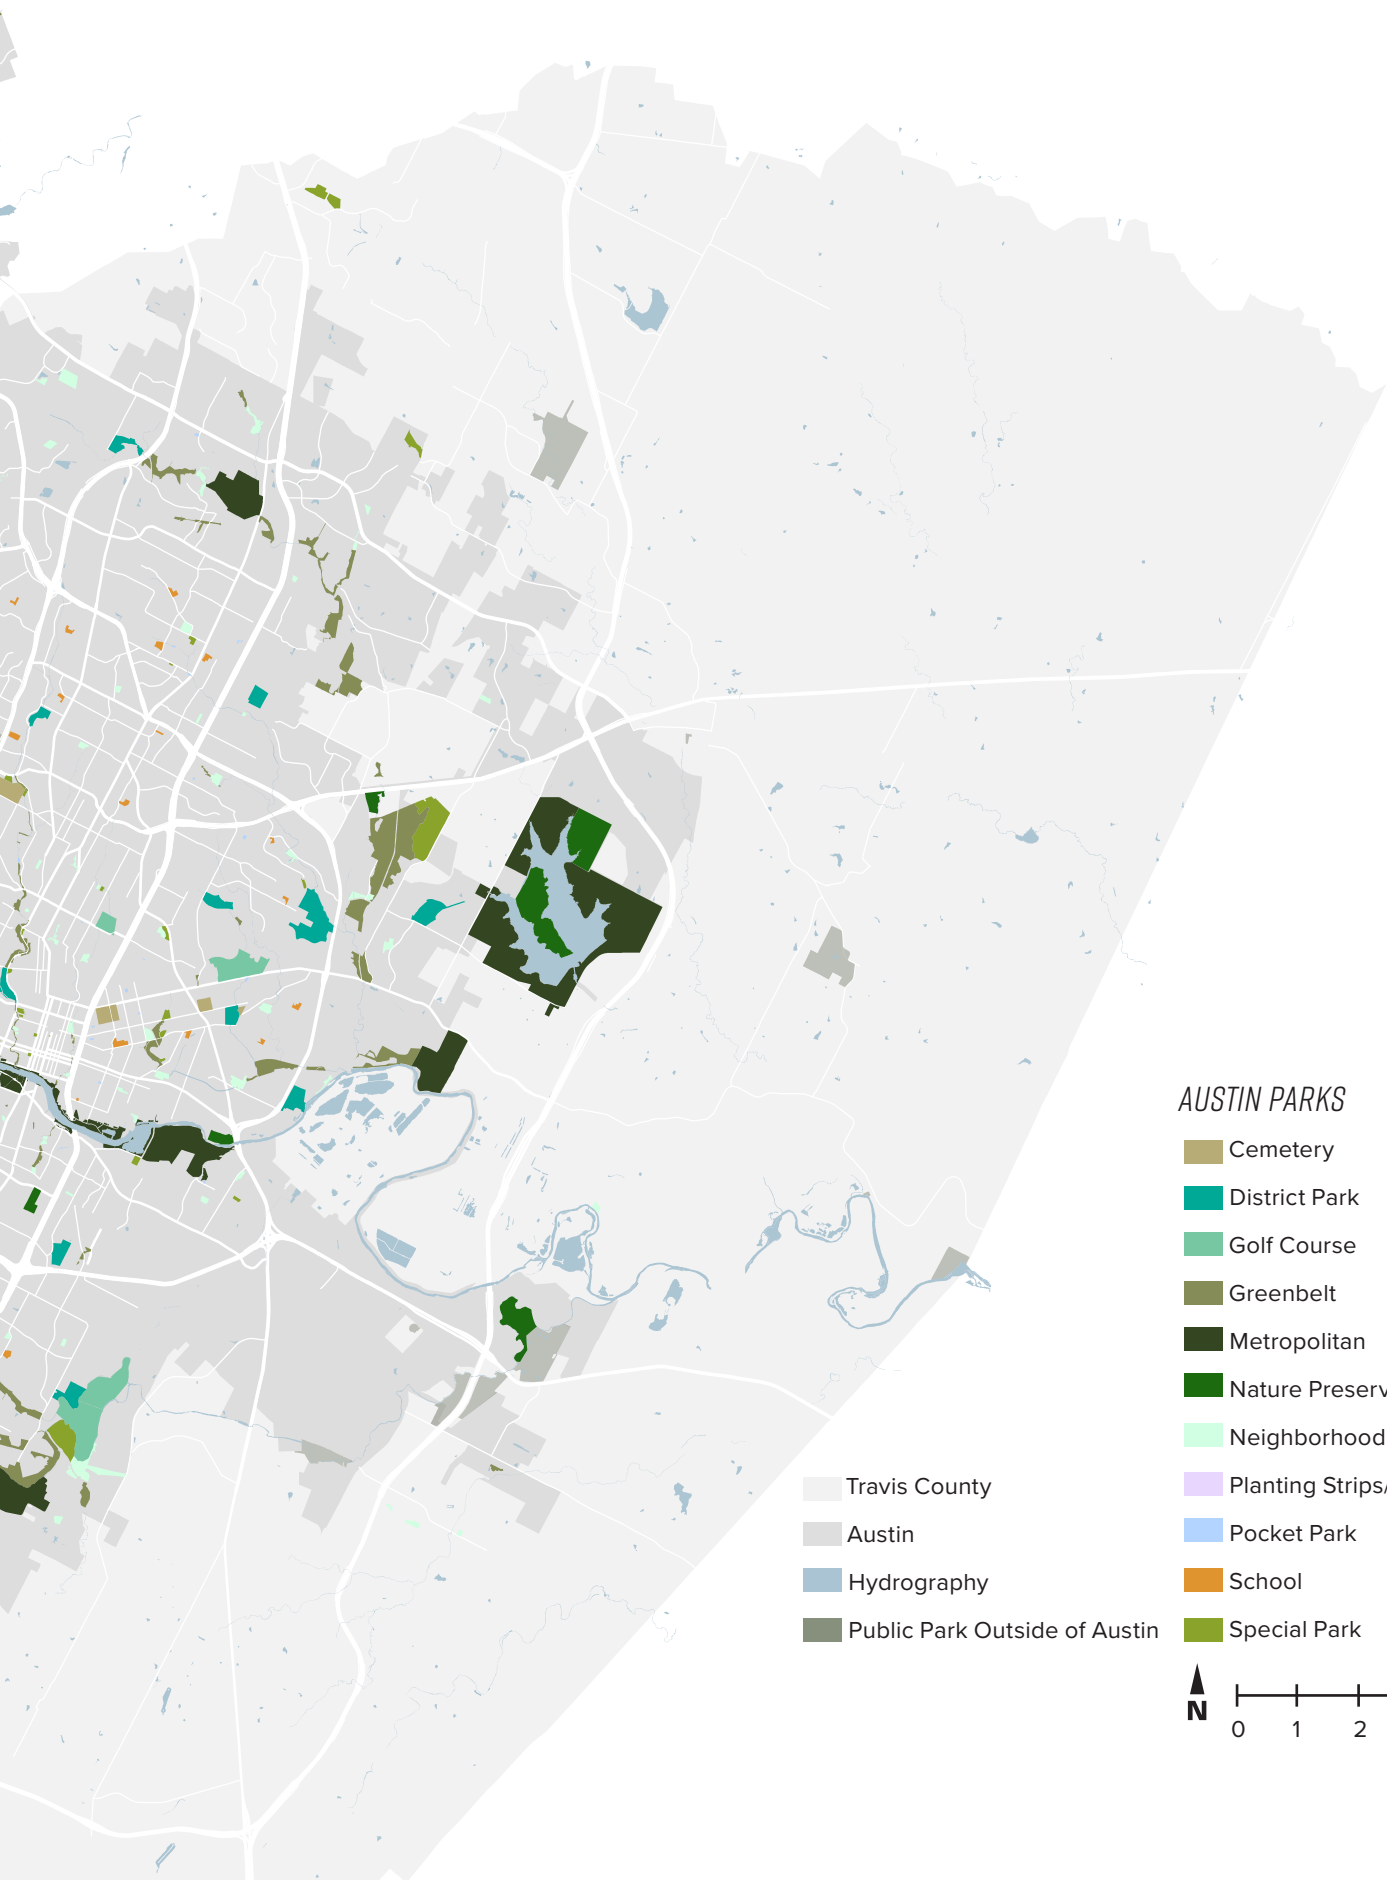 AUSTIN PARKS
Cemetery
District Park
Golf Course
Greenbelt
Metropolitan
Nature Preserv
Neighborhood
Planting Strips/
Pocket Park
School
Special Park
Travis County
Austin
Hydrography
Public Park Outside of Austin
N
0 1 2